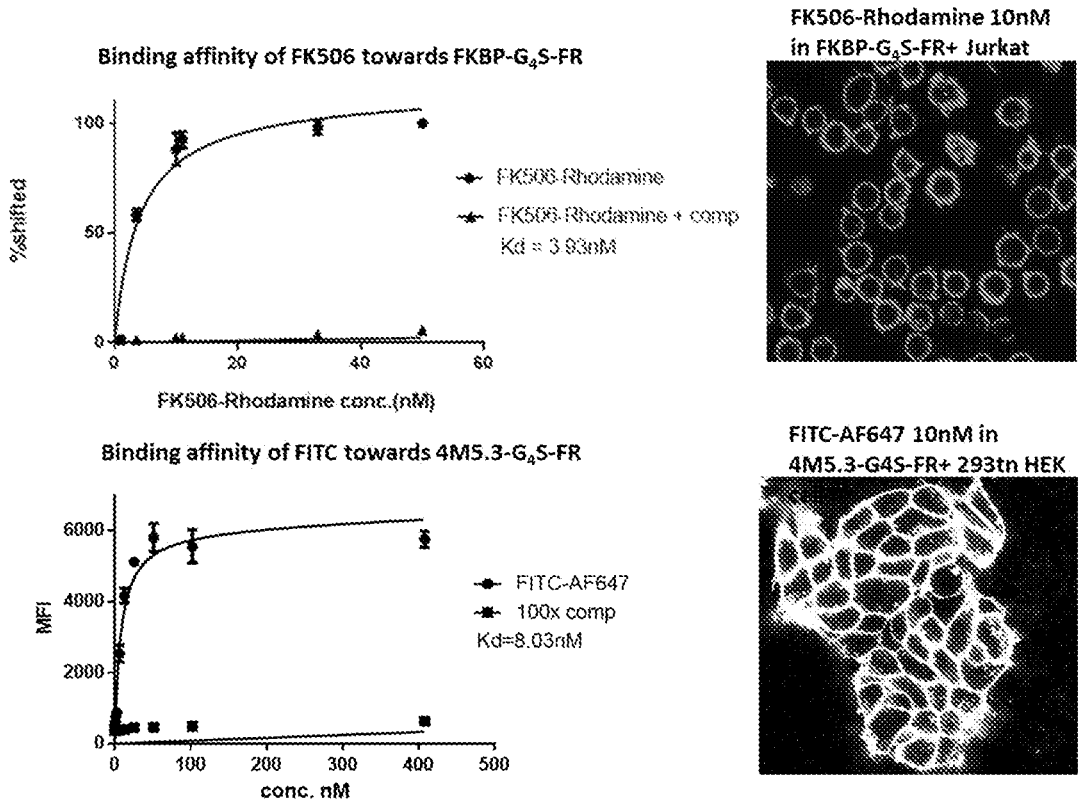 Binding affinity of FK506 towards FKBP-G₄S-FR
100
50
0
%shifted
0 20 40 60
FK506-Rhodamine conc.(nM)
FK506-Rhodamine
FK506-Rhodamine + comp
Kd = 3.93nM
FK506-Rhodamine 10nM
in FKBP-G₄S-FR+ Jurkat
Binding affinity of FITC towards 4M5.3-G₄S-FR
6000
4000
2000
0
MFI
0 100 200 300 400 500
conc. nM
FITC-AF647
100x comp
Kd=8.03nM
FITC-AF647 10nM in
4M5.3-G4S-FR+ 293tn HEK